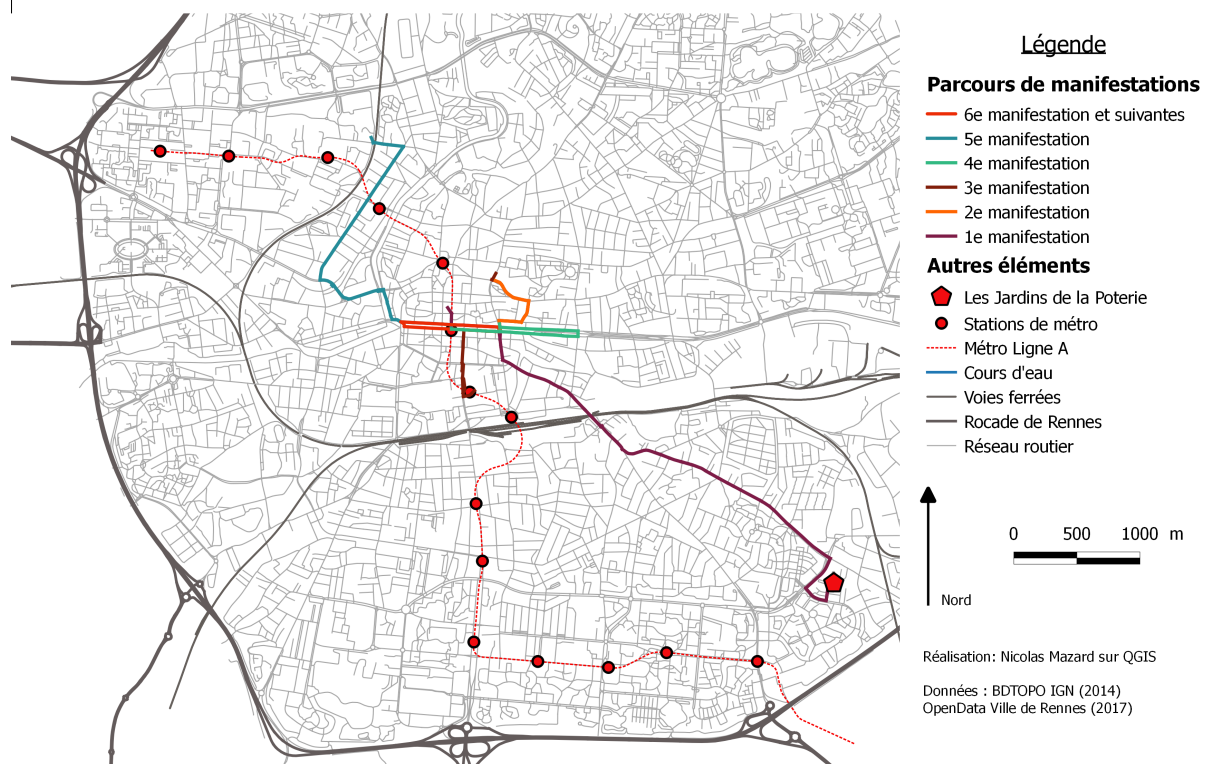 Légende
Parcours de manifestations
6e manifestation et suivantes
5e manifestation
4e manifestation
3e manifestation
2e manifestation
1e manifestation
Autres éléments
Les Jardins de la Poterie
Stations de métro
Métro Ligne A
Cours d'eau
Voies ferrées
Rocade de Rennes
Réseau routier
0 500 1000 m
Nord
Réalisation: Nicolas Mazard sur QGIS
Données : BDTOPO IGN (2014)
OpenData Ville de Rennes (2017)